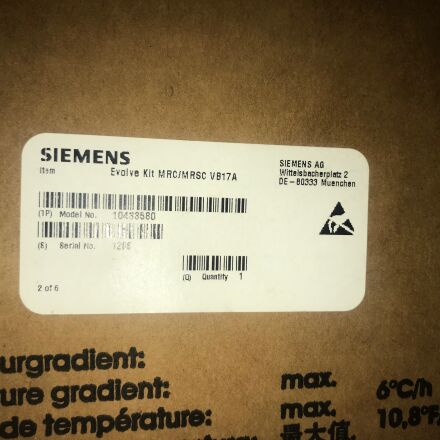 SIEMENS
Item Evolve Kit MRC/MRSC VB17A
SIEMENS AG
Wittelsbacherplatz 2
DE-80333 Muenchen
(1P) Model No. 10433580
(S) Serial No. 1205
(Q) Quantity 1
2 of 6
urgradient:
ure gradient: max. 6°C/h
de température: max. 10,8°F/
最大值